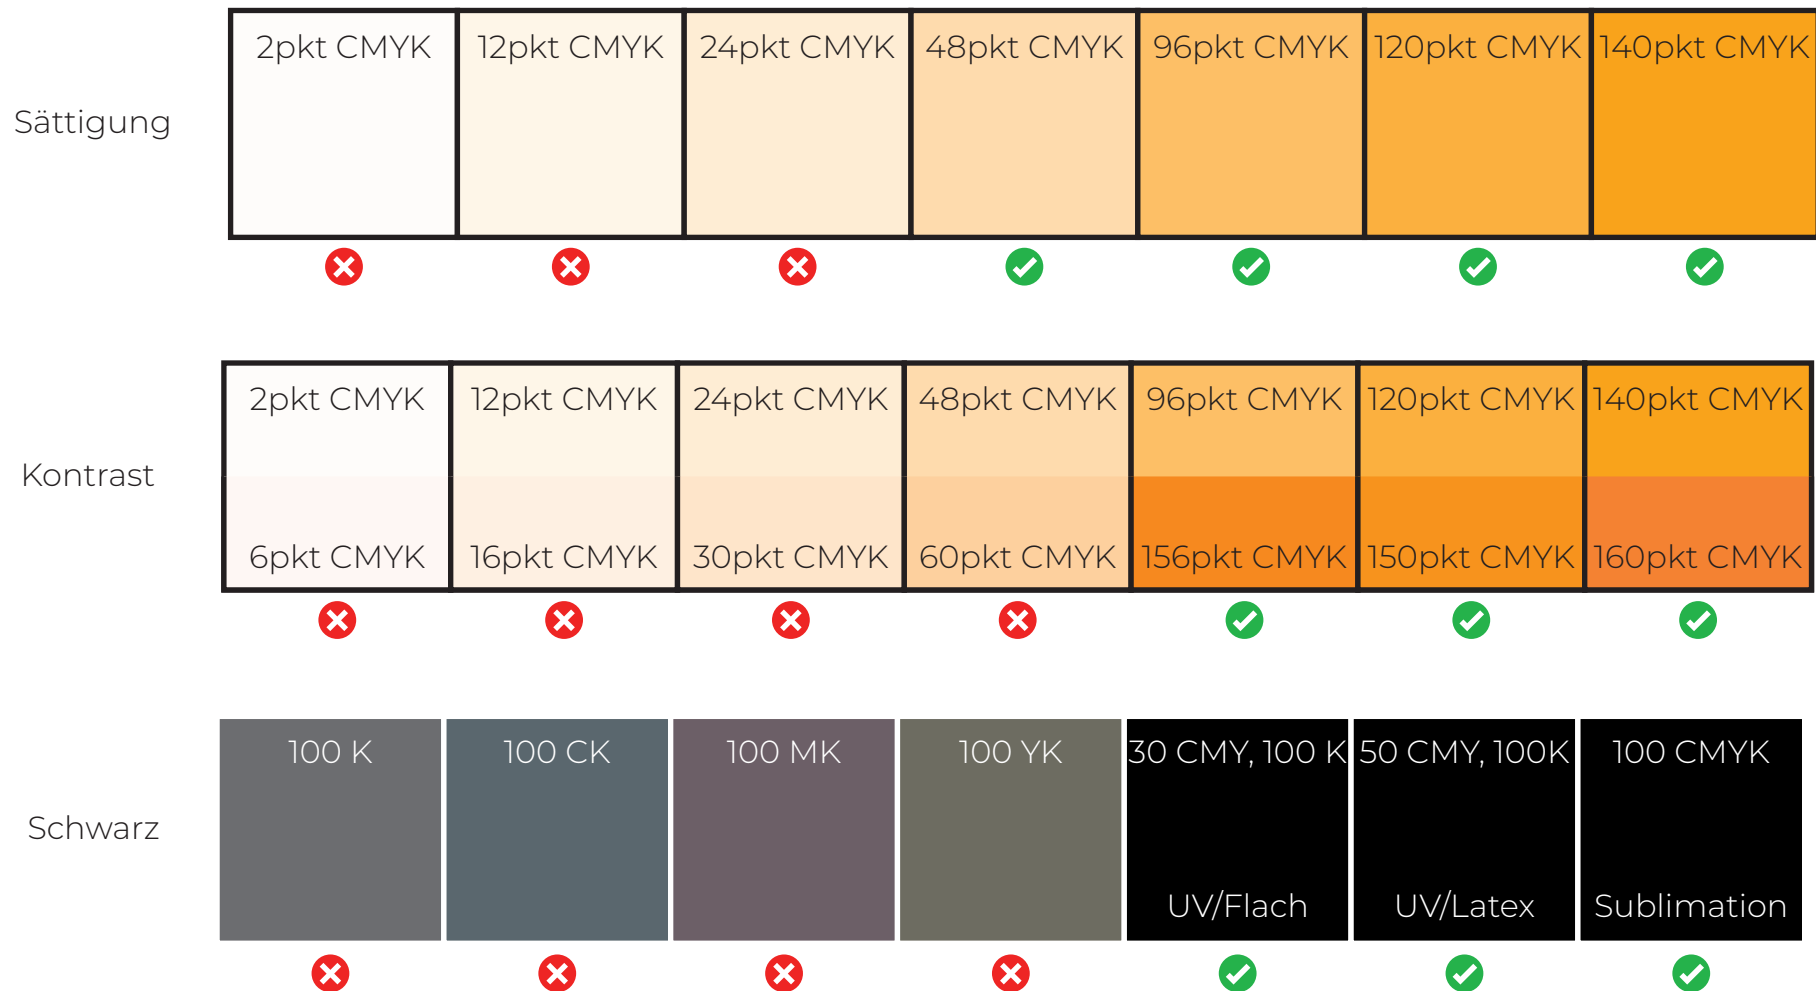 2pkt CMYK 12pkt CMYK 24pkt CMYK 48pkt CMYK 96pkt CMYK 120pkt CMYK 140pkt CMYK
Sättigung
2pkt CMYK 12pkt CMYK 24pkt CMYK 48pkt CMYK 96pkt CMYK 120pkt CMYK 140pkt CMYK
Kontrast
6pkt CMYK 16pkt CMYK 30pkt CMYK 60pkt CMYK 156pkt CMYK 150pkt CMYK 160pkt CMYK
100 K 100 CK 100 MK 100 YK 30 CMY, 100 K 50 CMY, 100K 100 CMYK
Schwarz
UV/Flach UV/Latex Sublimation